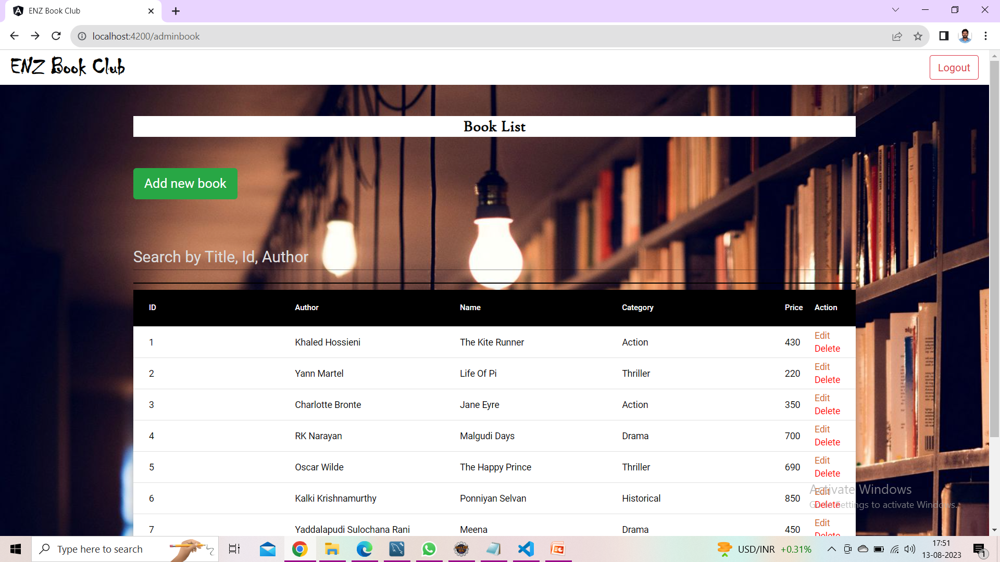 ENZ Book Club
localhost:4200/adminbook
ENZ Book Club
Logout
Book List
Add new book
Search by Title, Id, Author
ID Author Name Category Price Action
1 Khaled Hossieni The Kite Runner Action 430 Edit Delete
2 Yann Martel Life Of Pi Thriller 220 Edit Delete
3 Charlotte Bronte Jane Eyre Action 350 Edit Delete
4 RK Narayan Malgudi Days Drama 700 Edit Delete
5 Oscar Wilde The Happy Prince Thriller 690 Edit Delete
6 Kalki Krishnamurthy Ponniyan Selvan Historical 850 Edit Delete
7 Yaddalapudi Sulochana Rani Meena Drama 450 Edit Delete
Activate Windows
Go to Settings to activate Windows.
Type here to search
USD/INR +0.31%
17:51
13-08-2023
1